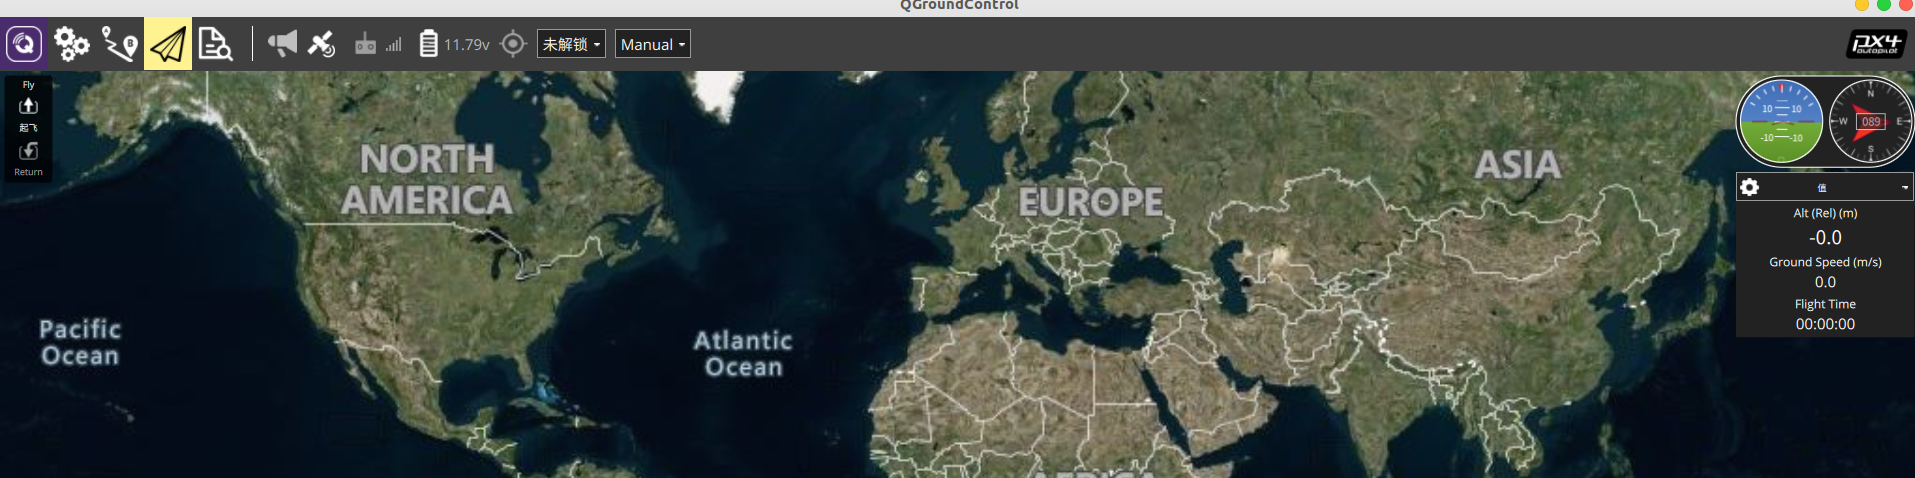 QGroundControl
11.79v
未解锁
Manual
px4
autopilot
Fly
起飞
Return
NORTH
AMERICA
EUROPE
ASIA
Pacific
Ocean
Atlantic
Ocean
AFRICA
10 10
-10 -10
N
W 089 E
S
值
Alt (Rel) (m)
-0.0
Ground Speed (m/s)
0.0
Flight Time
00:00:00